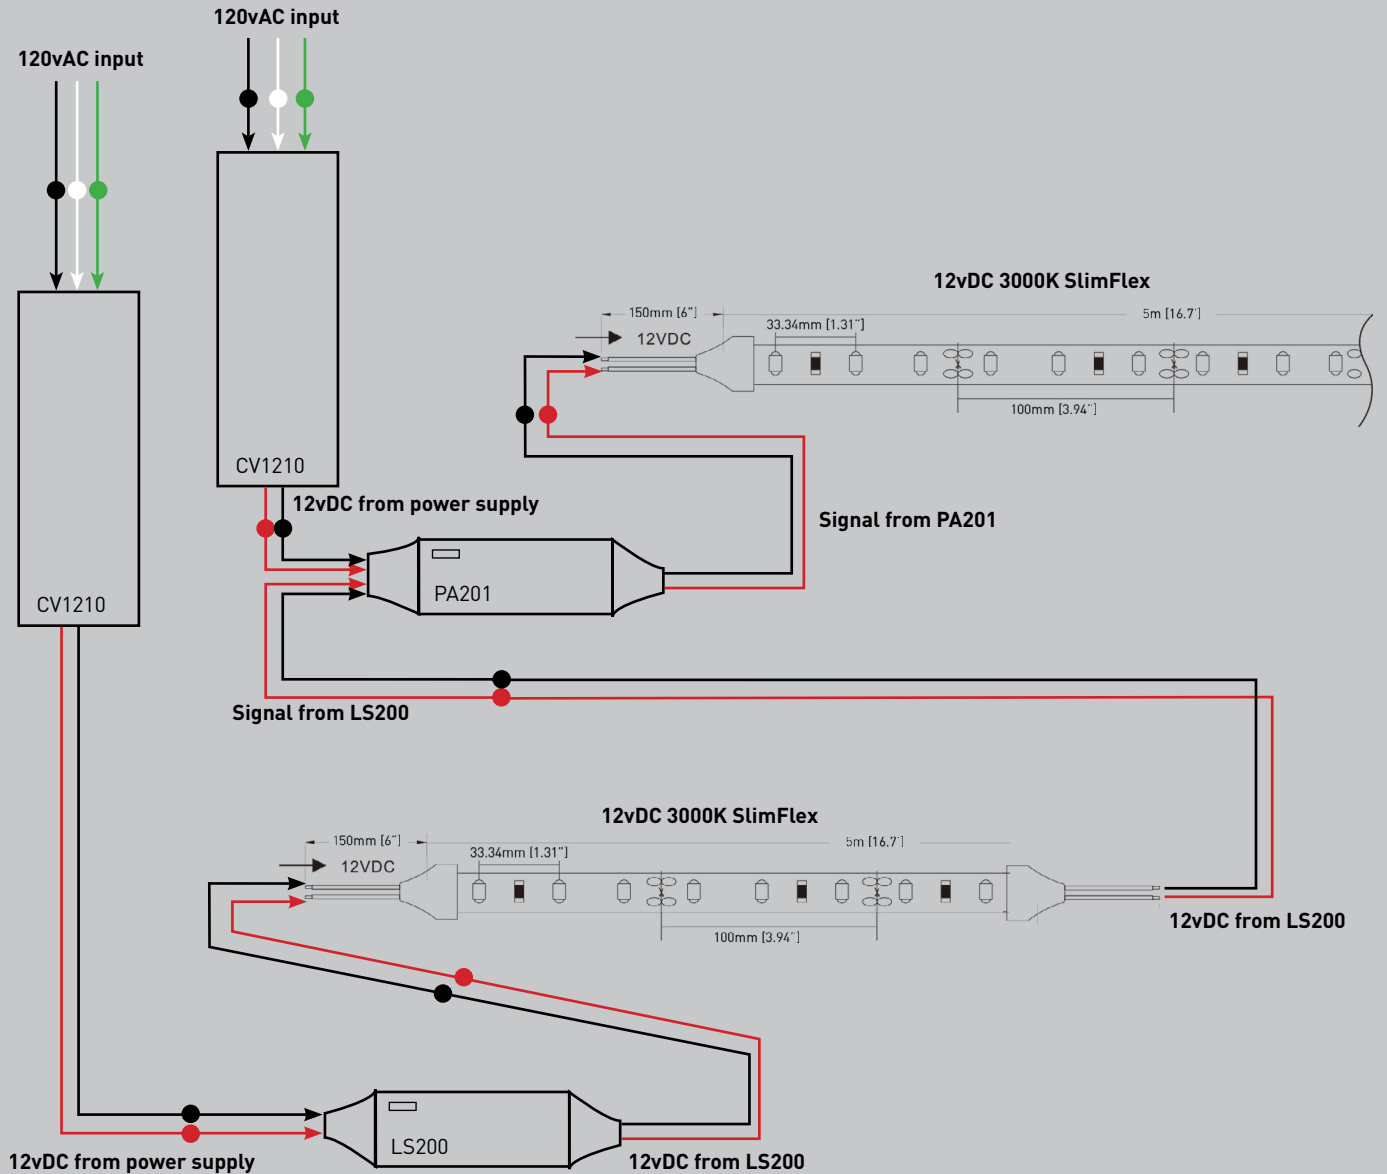 120vAC input
120vAC input
12vDC 3000K SlimFlex
150mm [6"]
5m [16.7']
33.34mm [1.31"]
12VDC
100mm [3.94"]
CV1210
12vDC from power supply
Signal from PA201
PA201
CV1210
Signal from LS200
12vDC 3000K SlimFlex
150mm [6"]
5m [16.7']
33.34mm [1.31"]
12VDC
12vDC from LS200
100mm [3.94"]
LS200
12vDC from power supply
12vDC from LS200